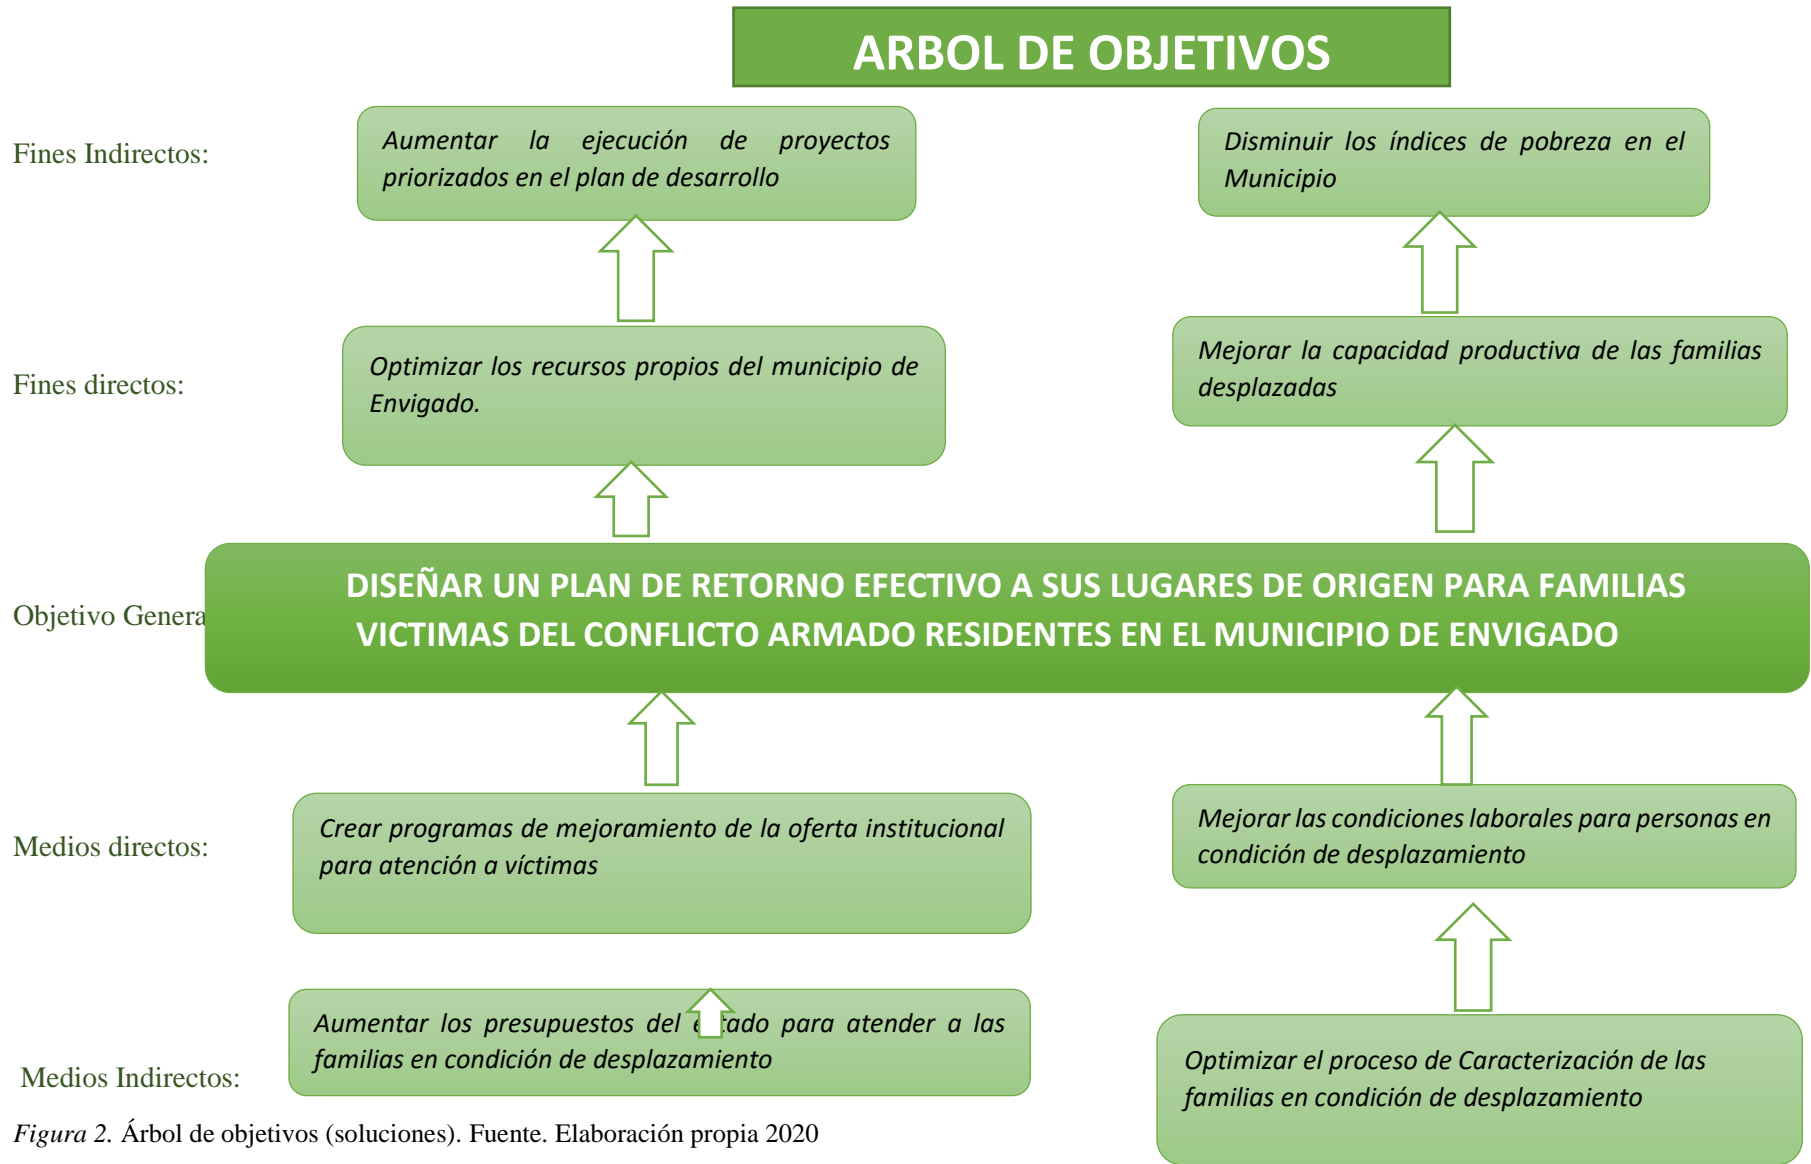 ARBOL DE OBJETIVOS
Fines Indirectos:
Aumentar la ejecución de proyectos
priorizados en el plan de desarrollo
Disminuir los índices de pobreza en el
Municipio
Fines directos:
Optimizar los recursos propios del municipio de
Envigado.
Mejorar la capacidad productiva de las familias
desplazadas
Objetivo Genera
DISEÑAR UN PLAN DE RETORNO EFECTIVO A SUS LUGARES DE ORIGEN PARA FAMILIAS
VICTIMAS DEL CONFLICTO ARMADO RESIDENTES EN EL MUNICIPIO DE ENVIGADO
Medios directos:
Crear programas de mejoramiento de la oferta institucional
para atención a víctimas
Mejorar las condiciones laborales para personas en
condición de desplazamiento
Medios Indirectos:
Aumentar los presupuestos del para atender a las
familias en condición de desplazamiento
Optimizar el proceso de Caracterización de las
familias en condición de desplazamiento
Figura 2. Árbol de objetivos (soluciones). Fuente. Elaboración propia 2020